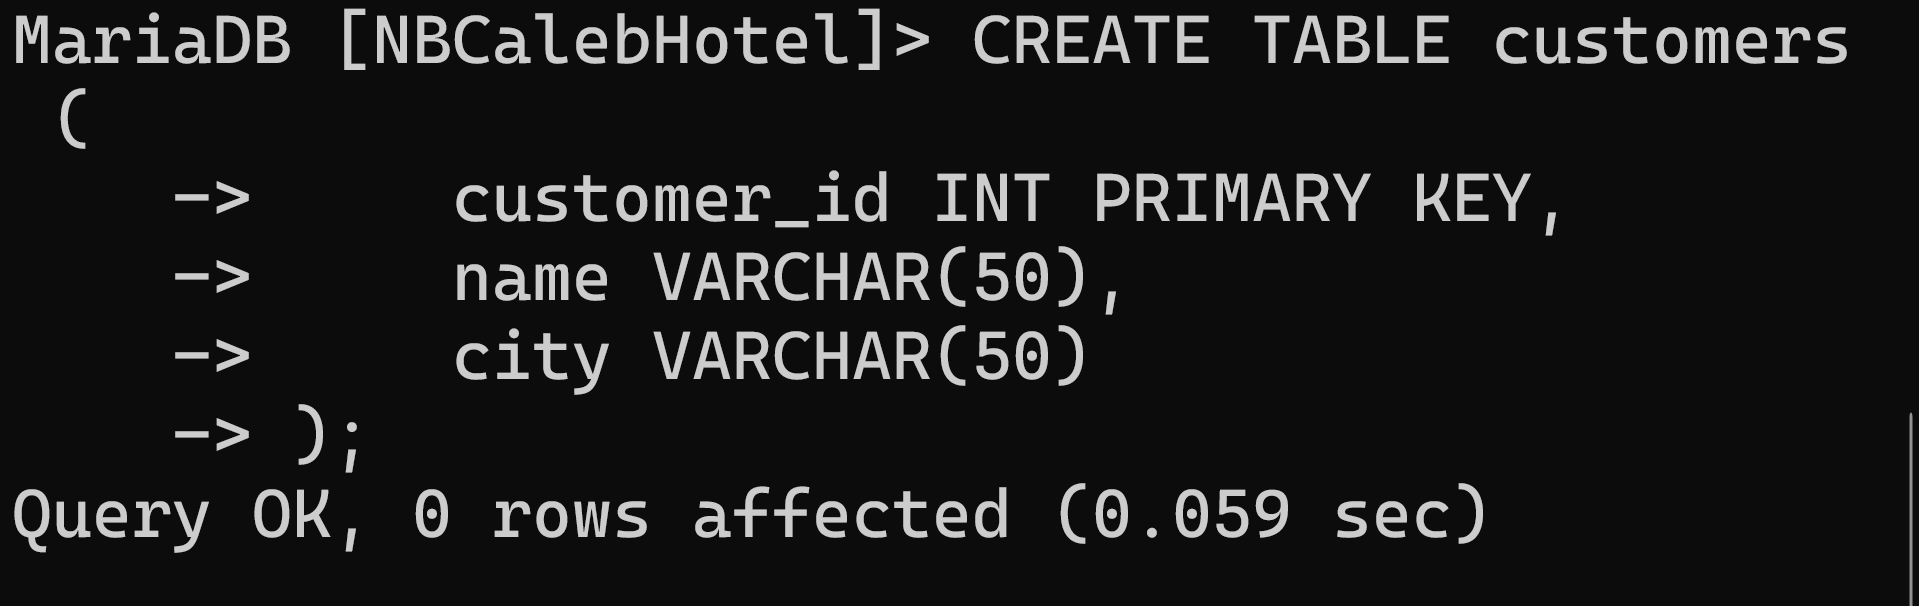 MariaDB [NBCalebHotel]> CREATE TABLE customers
(
-> customer_id INT PRIMARY KEY,
-> name VARCHAR(50),
-> city VARCHAR(50)
-> );
Query OK, 0 rows affected (0.059 sec)